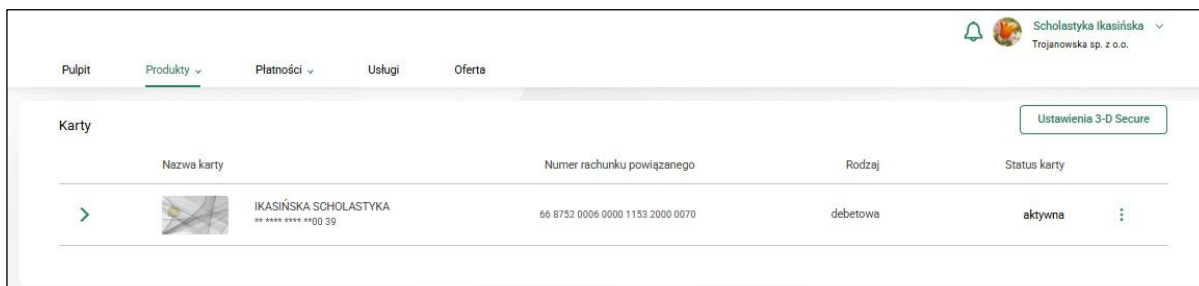 Scholastyka Ikasińska
Trojanowska sp. z o.o.
Pulpit Produkty Płatności Usługi Oferta
Karty
Ustawienia 3-D Secure
Nazwa karty Numer rachunku powiązanego Rodzaj Status karty
IKASIŃSKA SCHOLASTYKA
** **** **** **00 39
66 8752 0006 0000 1153 2000 0070 debetowa aktywna